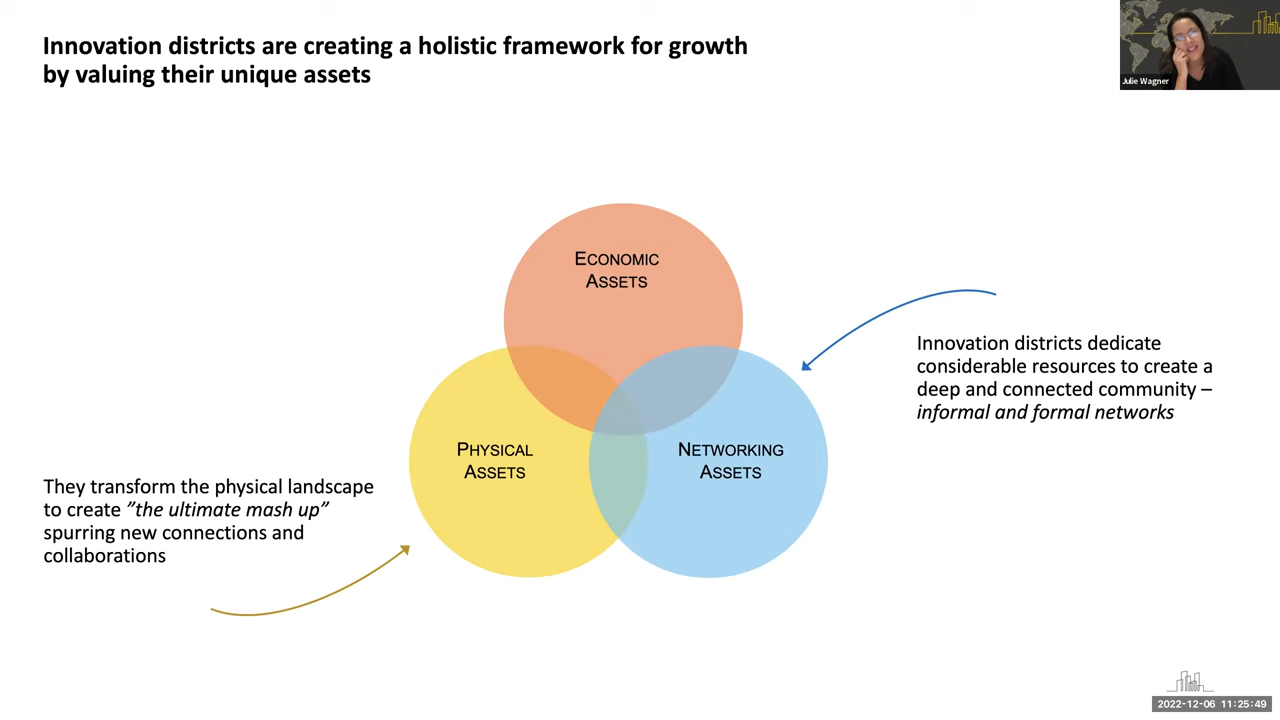 Innovation districts are creating a holistic framework for growth
by valuing their unique assets
Julie Wagner
ECONOMIC
ASSETS
Innovation districts dedicate
considerable resources to create a
deep and connected community –
informal and formal networks
PHYSICAL
ASSETS
NETWORKING
ASSETS
They transform the physical landscape
to create ”the ultimate mash up”
spurring new connections and
collaborations
2022-12-06 11:25:49